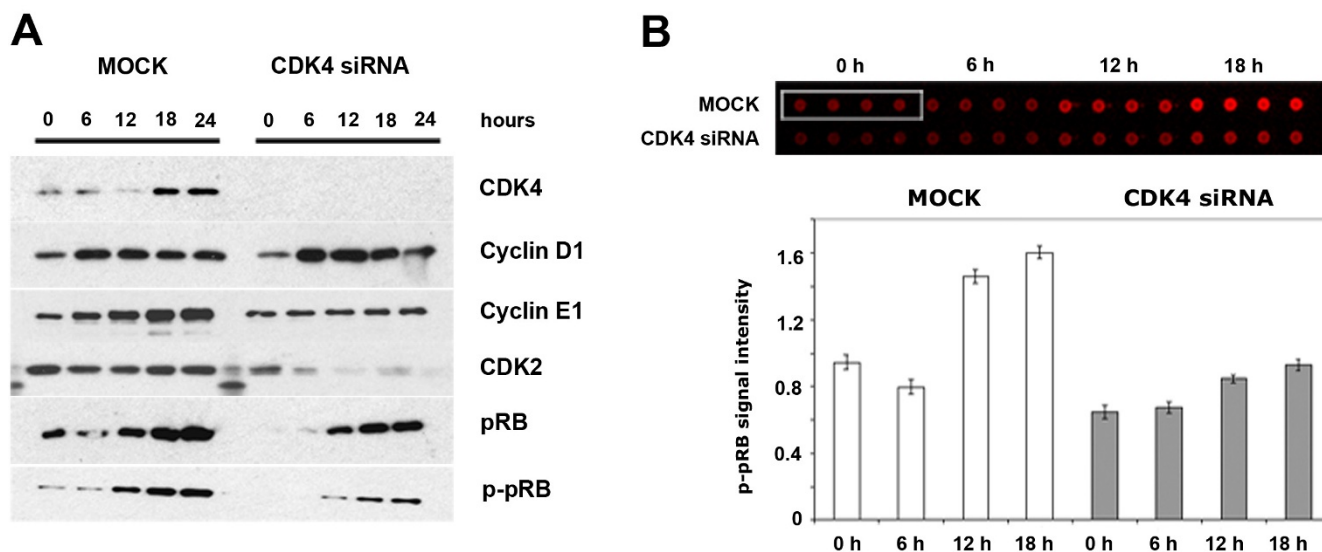 A
MOCK CDK4 siRNA
0 6 12 18 24 0 6 12 18 24 hours
CDK4
Cyclin D1
Cyclin E1
CDK2
pRB
p-pRB
B
0 h 6 h 12 h 18 h
MOCK
CDK4 siRNA
MOCK CDK4 siRNA
p-pRB signal intensity
1.6
1.2
0.8
0.4
0
0 h 6 h 12 h 18 h 0 h 6 h 12 h 18 h